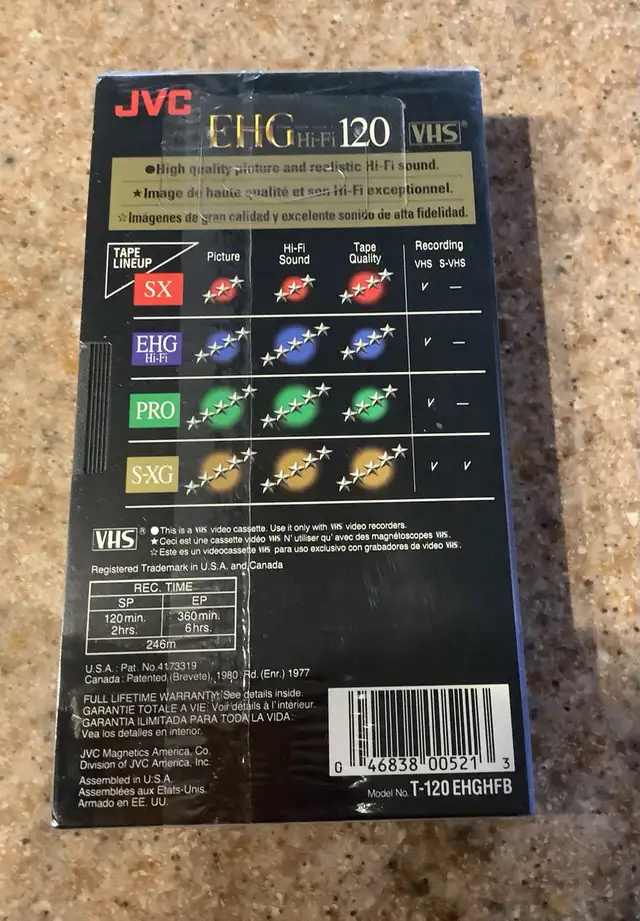 JVC EHG Hi-Fi 120 VHS®
●High quality picture and realistic Hi-Fi sound.
★Image de haute qualité et son Hi-Fi exceptionnel.
☆Imágenes de gran calidad y excelente sonido de alta fidelidad.
TAPE LINEUP
Picture
Hi-Fi Sound
Tape Quality
Recording
VHS S-VHS
SX ✓ —
EHG Hi-Fi ✓ —
PRO ✓ —
S-XG ✓ ✓
VHS®
●This is a VHS video cassette. Use it only with VHS video recorders.
★Ceci est une cassette vidéo VHS N' utiliser qu' avec des magnétoscopes VHS.
☆Este es un videocassette VHS para uso exclusivo con grabadores de video VHS.
Registered Trademark in U.S.A. and Canada
REC. TIME
SP EP
120min. 360min.
2hrs. 6hrs.
246m
U.S.A.: Pat. No.4173319
Canada: Patented (Brevete), 1980: Rd. (Enr.) 1977
FULL LIFETIME WARRANTY: See details inside.
GARANTIE TOTALE A VIE: Voir détails à l'intérieur.
GARANTIA ILIMITADA PARA TODA LA VIDA:
Vea los detalles en interior.
JVC Magnetics America, Co.
Division of JVC America, Inc.
Assembled in U.S.A.
Assemblées aux Etats-Unis.
Armado en EE. UU.
0 46838 00521 3
Model No. T-120 EHGHFB